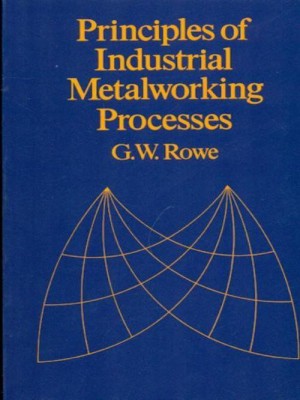 Principles of
Industrial
Metalworking
Processes
G.W. Rowe